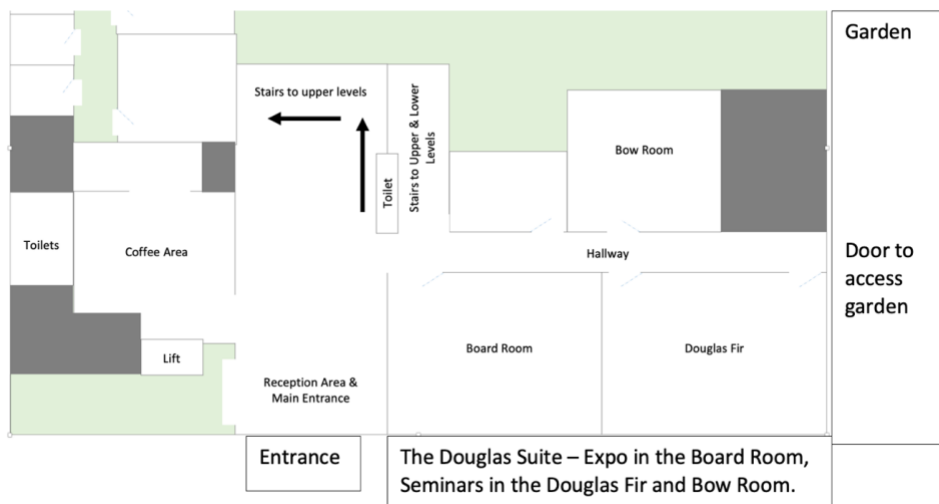 Garden
Stairs to upper levels
Stairs to Upper & Lower
Levels
Bow Room
Toilet
Toilets
Coffee Area
Hallway
Door to
access
garden
Lift
Board Room
Douglas Fir
Reception Area &
Main Entrance
Entrance
The Douglas Suite – Expo in the Board Room,
Seminars in the Douglas Fir and Bow Room.